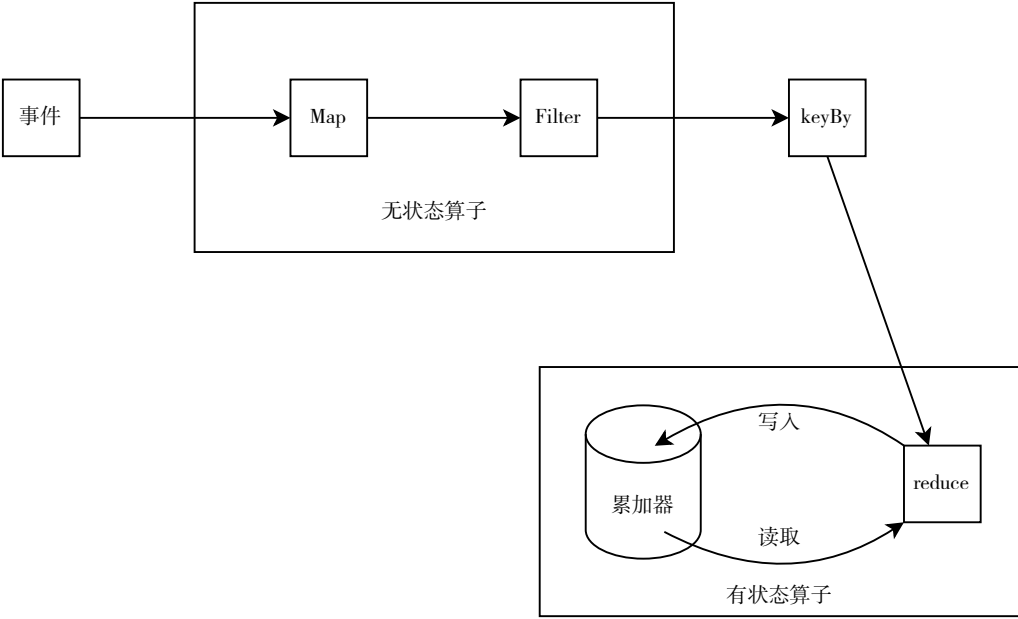 事件
Map
Filter
keyBy
无状态算子
写入
reduce
累加器
读取
有状态算子